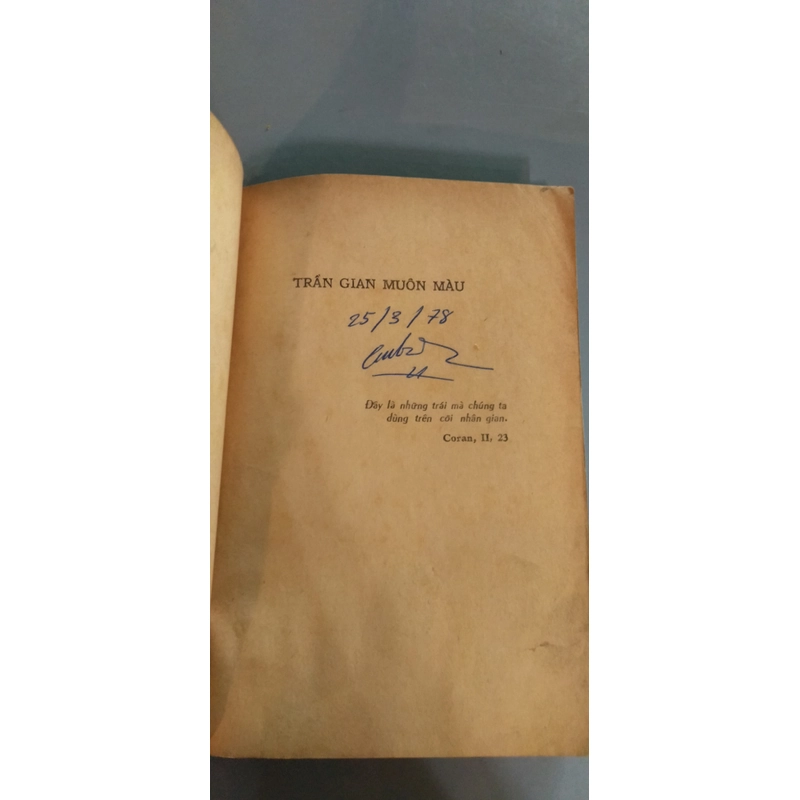 TRẦN GIAN MUÔN MÀU
25/3/78
Đây là những trái mà chúng ta
dùng trên cõi nhân gian.
Coran, II, 23